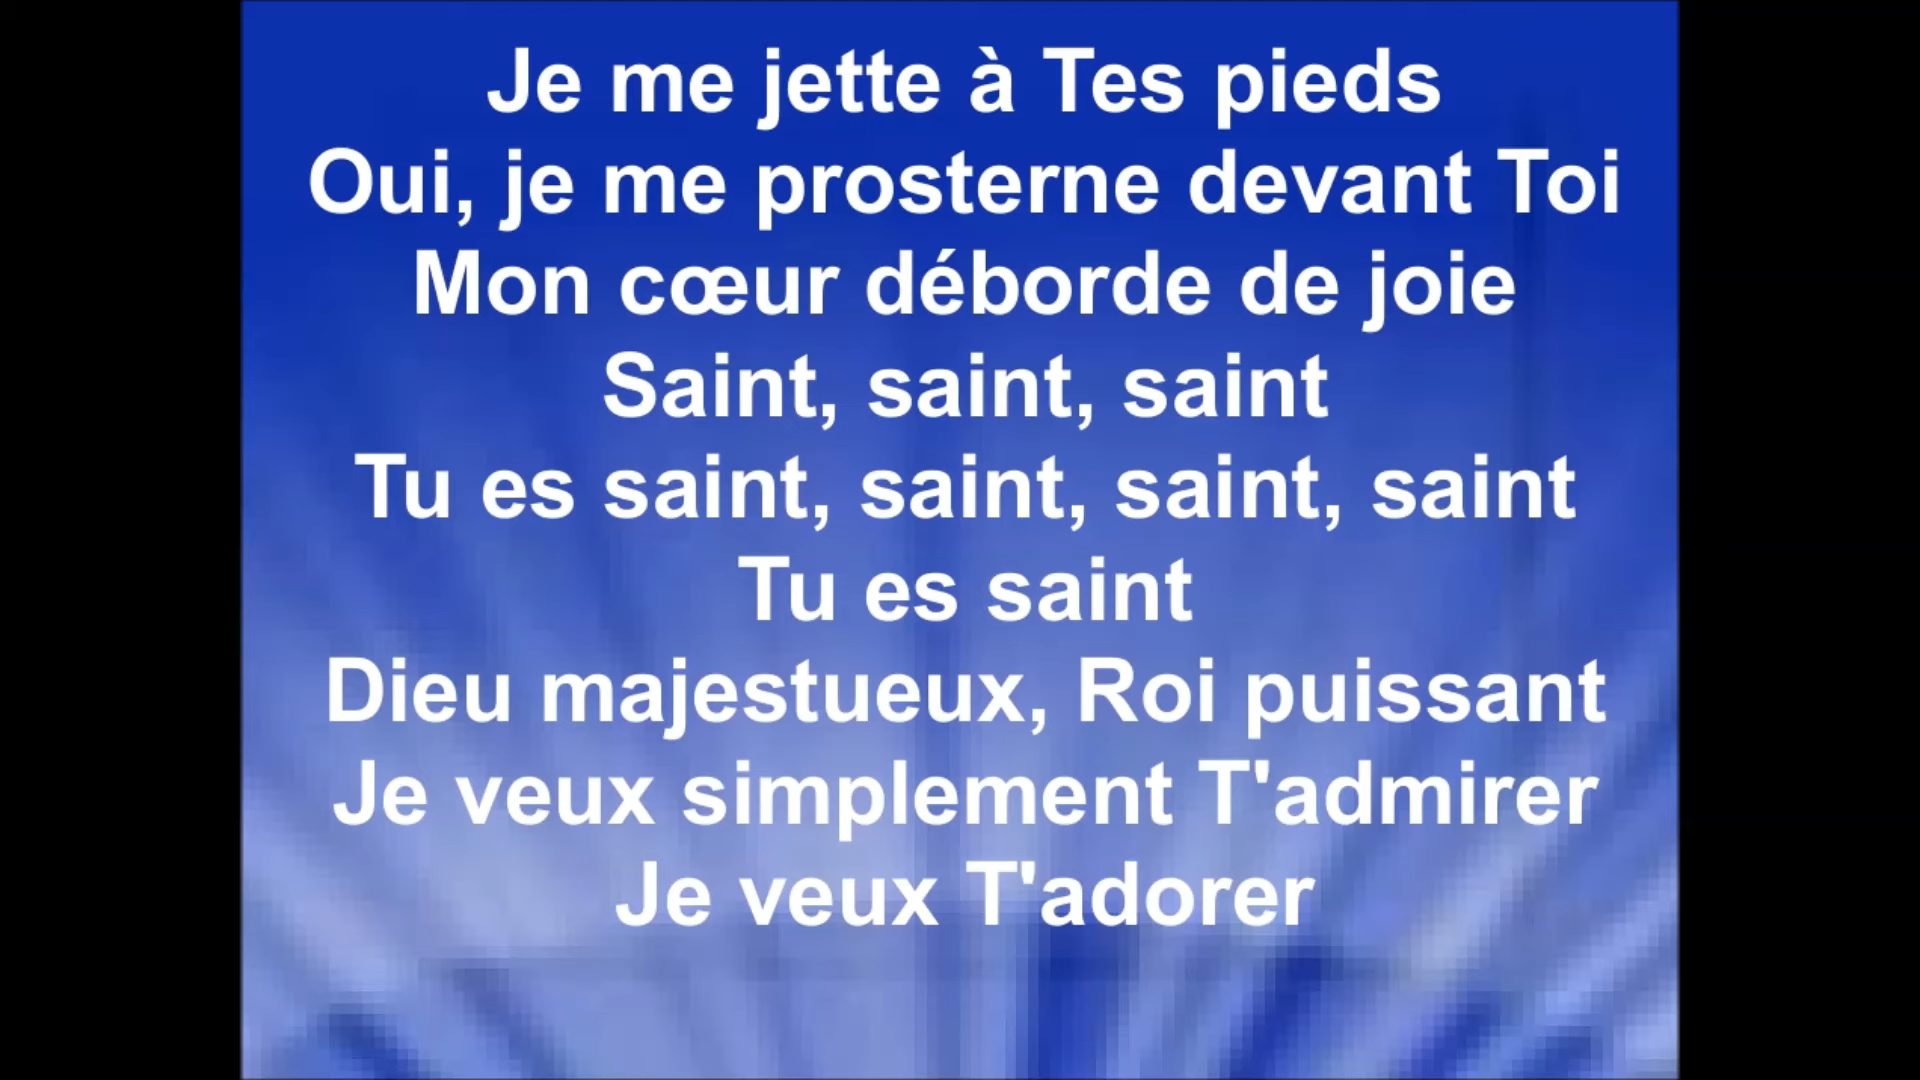 Je me jette à Tes pieds
Oui, je me prosterne devant Toi
Mon cœur déborde de joie
Saint, saint, saint
Tu es saint, saint, saint, saint
Tu es saint
Dieu majestueux, Roi puissant
Je veux simplement T'admirer
Je veux T'adorer